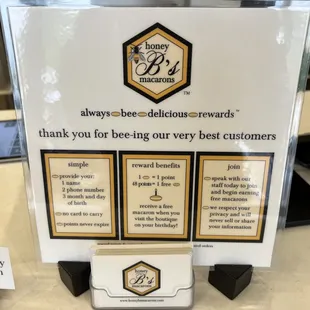 honey
B's
macarons
TM
always bee delicious rewards™
thank you for bee-ing our very best customers
simple
provide your:
1 name
2 phone number
3 month and day
of birth
no card to carry
points never expire
reward benefits
1 = 1 point
48 points = 1 free
receive a free
macaron when you
visit the boutique
on your birthday!
join
speak with our
staff today to join
and begin earning
free macarons
we respect your
privacy and will
never sell or share
your information
orders
honey
B's
macarons